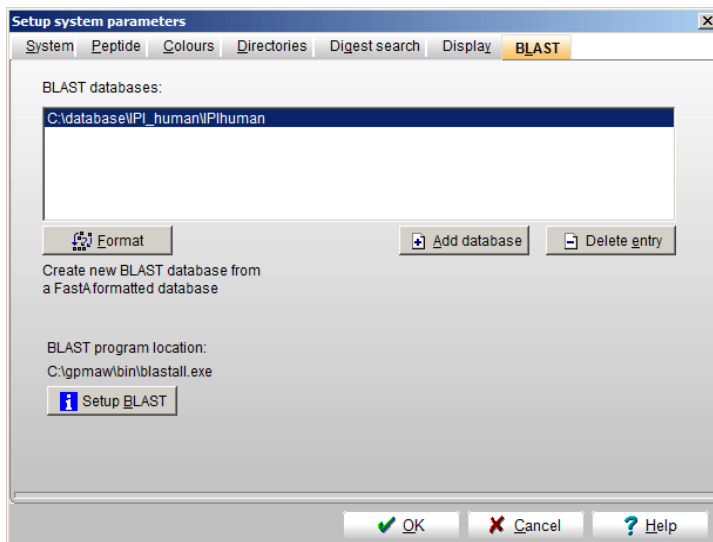 Setup system parameters
System Peptide Colours Directories Digest search Display BLAST
BLAST databases:
C:\database\IPI_human\IPIhuman
Format Add database Delete entry
Create new BLAST database from
a FastA formatted database
BLAST program location:
C:\gpmaw\bin\blastall.exe
Setup BLAST
OK Cancel Help